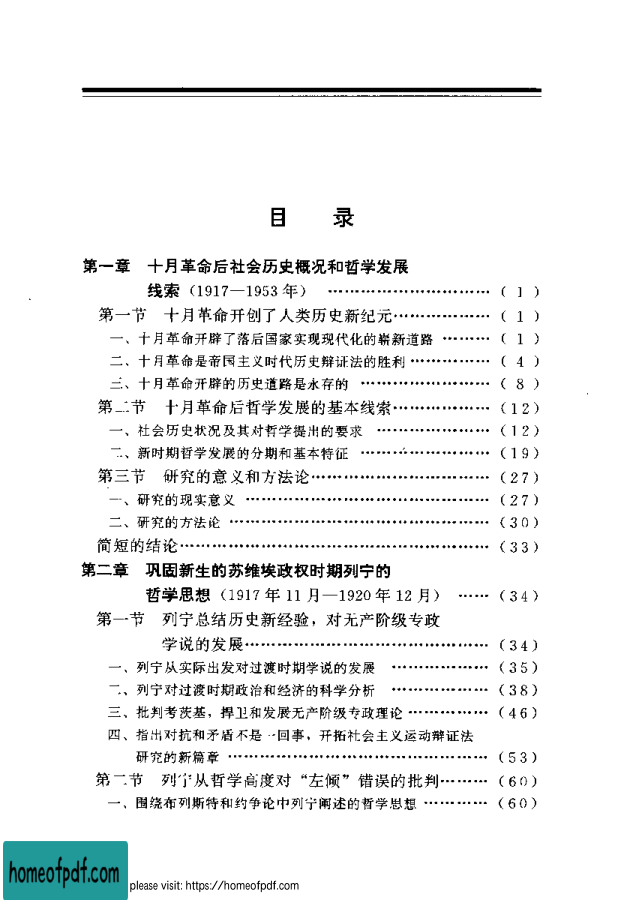 目 录
第一章 十月革命后社会历史概况和哲学发展
线索（1917—1953 年） ……………………………（ 1 ）
第一节 十月革命开创了人类历史新纪元………………（ 1 ）
一、十月革命开辟了落后国家实现现代化的崭新道路 ………（ 1 ）
二、十月革命是帝国主义时代历史辩证法的胜利……………（ 4 ）
三、十月革命开辟的历史道路是永存的 ……………………（ 8 ）
第二节 十月革命后哲学发展的基本线索………………（12）
一、社会历史状况及其对哲学提出的要求 …………………（12）
二、新时期哲学发展的分期和基本特征 ……………………（19）
第三节 研究的意义和方法论……………………………（27）
一、研究的现实意义 …………………………………………（27）
二、研究的方法论 ……………………………………………（30）
简短的结论…………………………………………………（33）
第二章 巩固新生的苏维埃政权时期列宁的
哲学思想（1917 年 11 月—1920 年 12 月） ……（34）
第一节 列宁总结历史新经验，对无产阶级专政
学说的发展………………………………………（34）
一、列宁从实际出发对过渡时期学说的发展 ………………（35）
二、列宁对过渡时期政治和经济的科学分析 ………………（38）
三、批判考茨基，捍卫和发展无产阶级专政理论……………（46）
四、指出对抗和矛盾不是一回事，开拓社会主义运动辩证法
研究的新篇章 ……………………………………………（53）
第二节 列宁从哲学高度对“左倾”错误的批判………（60）
一、围绕布列斯特和约争论中列宁阐述的哲学思想 …………（60）
homeofpdf.com
please visit: https://homeofpdf.com